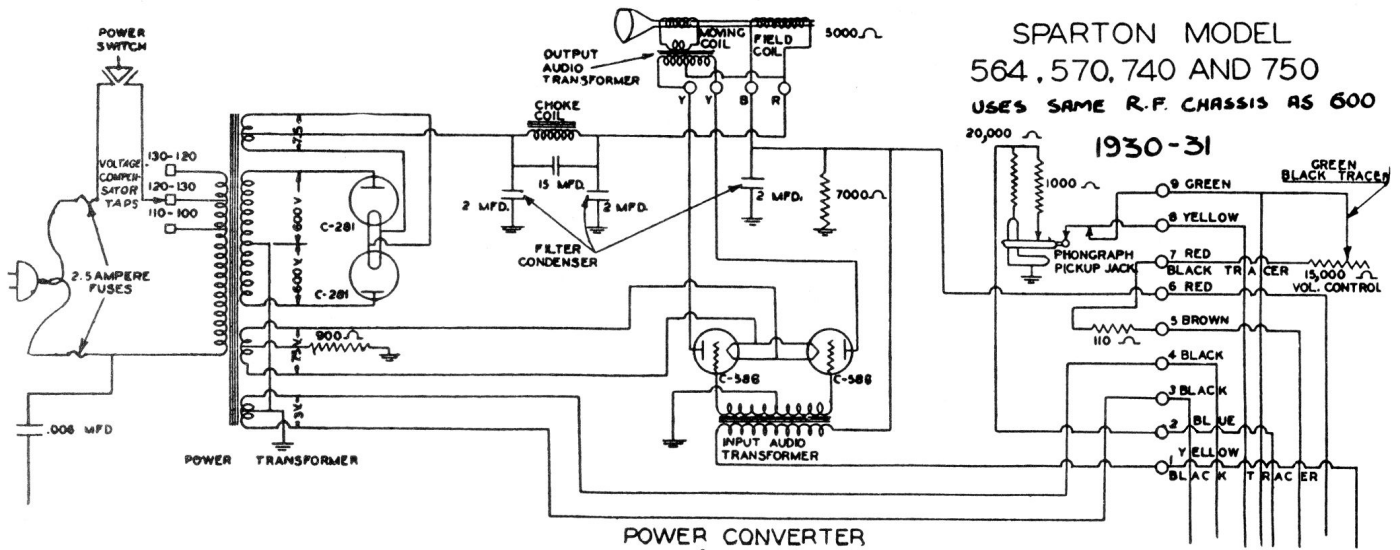 SPARTON MODEL
564, 570, 740 AND 750
USES SAME R.F. CHASSIS AS 600
1930-31
POWER
SWITCH
VOLTAGE
COMPEN-
SATOR
TAPS
130-120
120-130
110-100
2.5 AMPERE
FUSES
.006 MFD
POWER TRANSFORMER
7.5
600 V
600 V.
7.5 V.
3 V.
C-281
C-281
900 Ω
CHOKE
COIL
15 MFD.
2 MFD.
2 MFD.
FILTER
CONDENSER
OUTPUT
AUDIO
TRANSFORMER
MOVING
COIL
FIELD
COIL
5000 Ω
Y
Y
B
R
2 MFD.
7000 Ω
C-586
C-586
INPUT AUDIO
TRANSFORMER
20,000 Ω
1000 Ω
PHONGRAPH
PICKUP JACK
GREEN
BLACK TRACER
9 GREEN
8 YELLOW
7 RED
BLACK TRACER
15,000 Ω
VOL. CONTROL
6 RED
5 BROWN
110 Ω
4 BLACK
3 BLACK
2 BLUE
1 YELLOW
BLACK TRACER
POWER CONVERTER